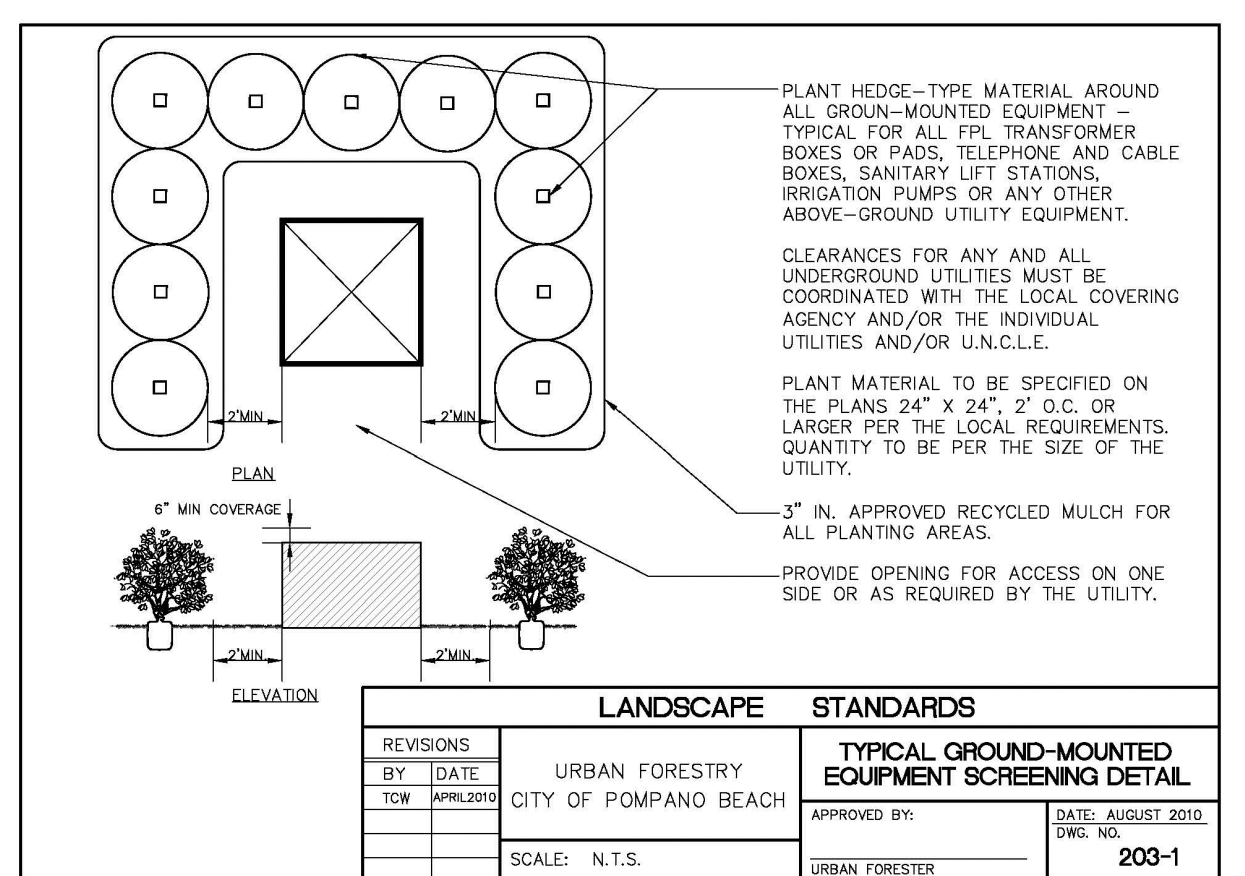 PLANT HEDGE-TYPE MATERIAL AROUND
ALL GROUN-MOUNTED EQUIPMENT –
TYPICAL FOR ALL FPL TRANSFORMER
BOXES OR PADS, TELEPHONE AND CABLE
BOXES, SANITARY LIFT STATIONS,
IRRIGATION PUMPS OR ANY OTHER
ABOVE-GROUND UTILITY EQUIPMENT.
CLEARANCES FOR ANY AND ALL
UNDERGROUND UTILITIES MUST BE
COORDINATED WITH THE LOCAL COVERING
AGENCY AND/OR THE INDIVIDUAL
UTILITIES AND/OR U.N.C.L.E.
PLANT MATERIAL TO BE SPECIFIED ON
THE PLANS 24" X 24", 2' O.C. OR
LARGER PER THE LOCAL REQUIREMENTS.
QUANTITY TO BE PER THE SIZE OF THE
UTILITY.
3" IN. APPROVED RECYCLED MULCH FOR
ALL PLANTING AREAS.
PROVIDE OPENING FOR ACCESS ON ONE
SIDE OR AS REQUIRED BY THE UTILITY.
2'MIN 2'MIN
PLAN
6" MIN COVERAGE
2'MIN. 2'MIN.
ELEVATION
LANDSCAPE STANDARDS
REVISIONS
BY DATE
TCW APRIL2010
URBAN FORESTRY
CITY OF POMPANO BEACH
SCALE: N.T.S.
TYPICAL GROUND-MOUNTED
EQUIPMENT SCREENING DETAIL
APPROVED BY:
URBAN FORESTER
DATE: AUGUST 2010
DWG. NO.
203-1